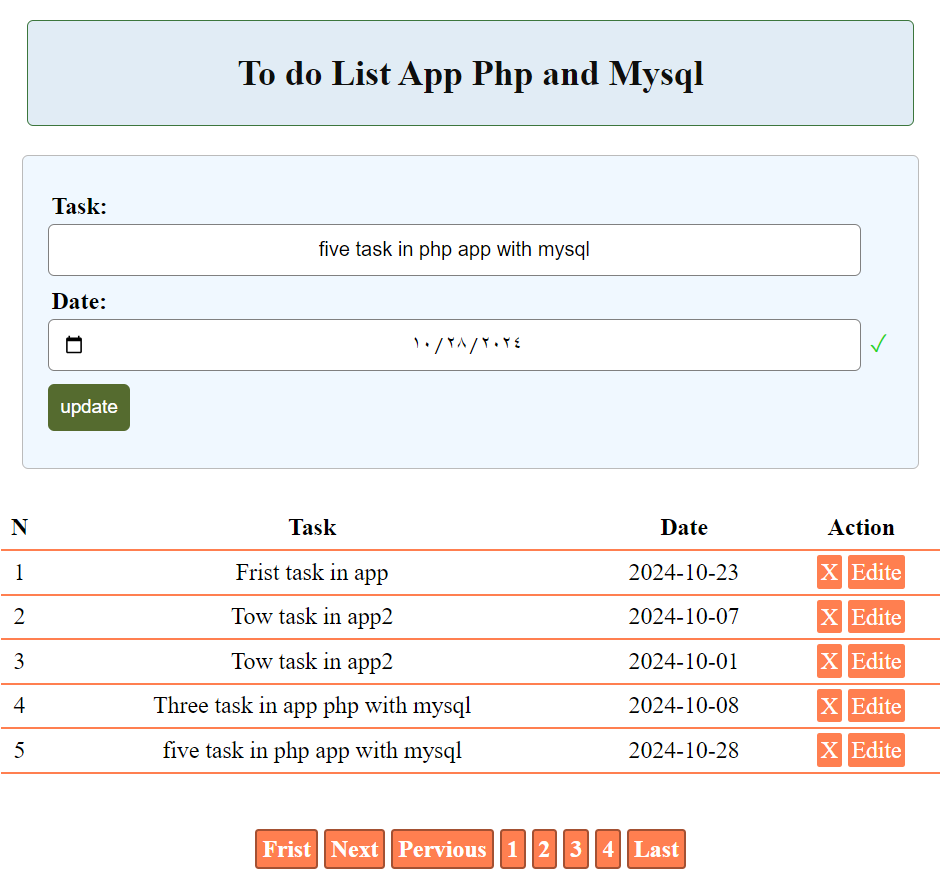 To do List App Php and Mysql
Task:
five task in php app with mysql
Date:
١٠/٢٨/٢٠٢٤
update
N Task Date Action
1 Frist task in app 2024-10-23 X Edite
2 Tow task in app2 2024-10-07 X Edite
3 Tow task in app2 2024-10-01 X Edite
4 Three task in app php with mysql 2024-10-08 X Edite
5 five task in php app with mysql 2024-10-28 X Edite
Frist Next Pervious 1 2 3 4 Last